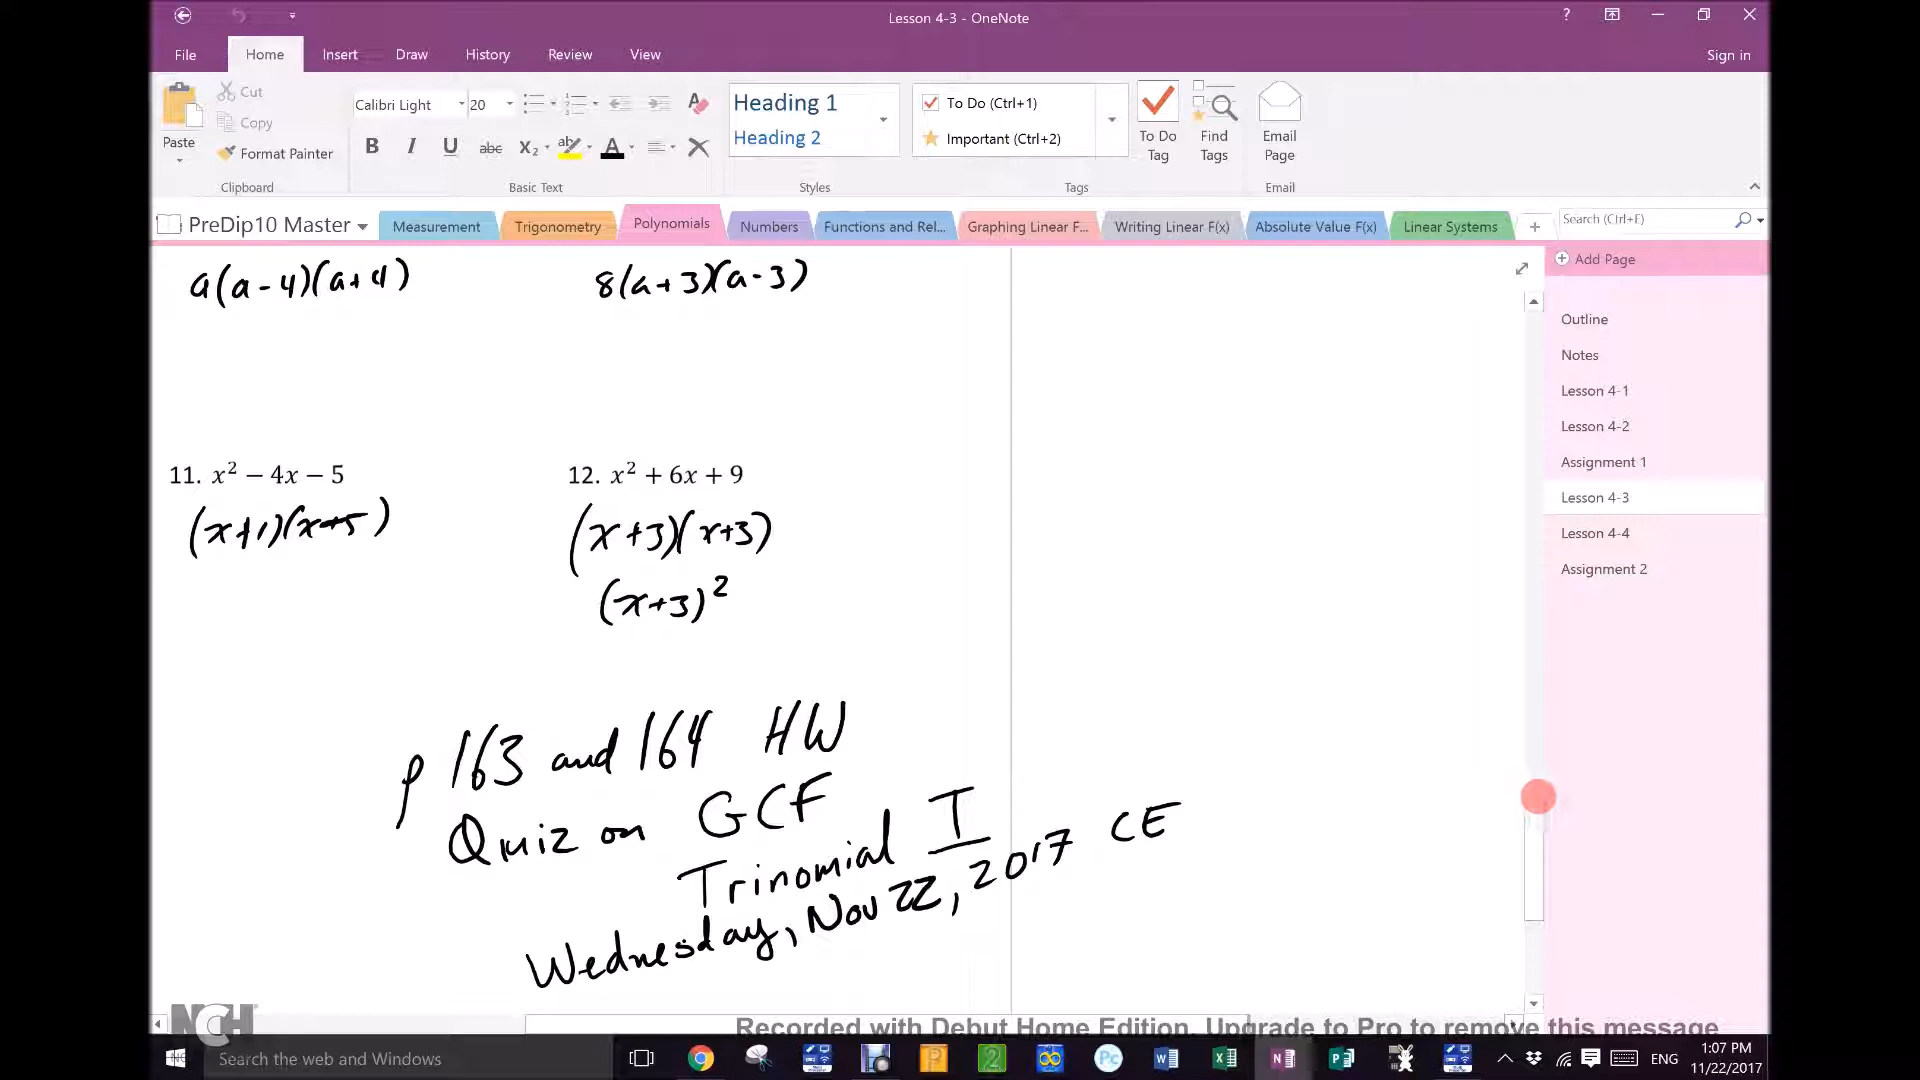 Lesson 4-3 - OneNote
File Home Insert Draw History Review View Sign in
Paste Cut Copy Format Painter
Clipboard
Calibri Light 20
B I U abc X₂ A
Basic Text
Heading 1
Heading 2
Styles
To Do (Ctrl+1)
Important (Ctrl+2)
Tags
To Do Tag
Find Tags
Email Page
Email
PreDip10 Master Measurement Trigonometry Polynomials Numbers Functions and Rel... Graphing Linear F... Writing Linear F(x) Absolute Value F(x) Linear Systems + Search (Ctrl+E)
Add Page
Outline
Notes
Lesson 4-1
Lesson 4-2
Assignment 1
Lesson 4-3
Lesson 4-4
Assignment 2
a(a-4)(a+4) 8(a+3)(a-3)
11. x² − 4x − 5 12. x² + 6x + 9
(x+1)(x-5) (x+3)(x+3)
(x+3)²
p 163 and 164 HW
Quiz on GCF
Trinomial I
Wednesday, Nov 22, 2017 CE
NCH
Recorded with Debut Home Edition. Upgrade to Pro to remove this message
Search the web and Windows
ENG
1:07 PM
11/22/2017